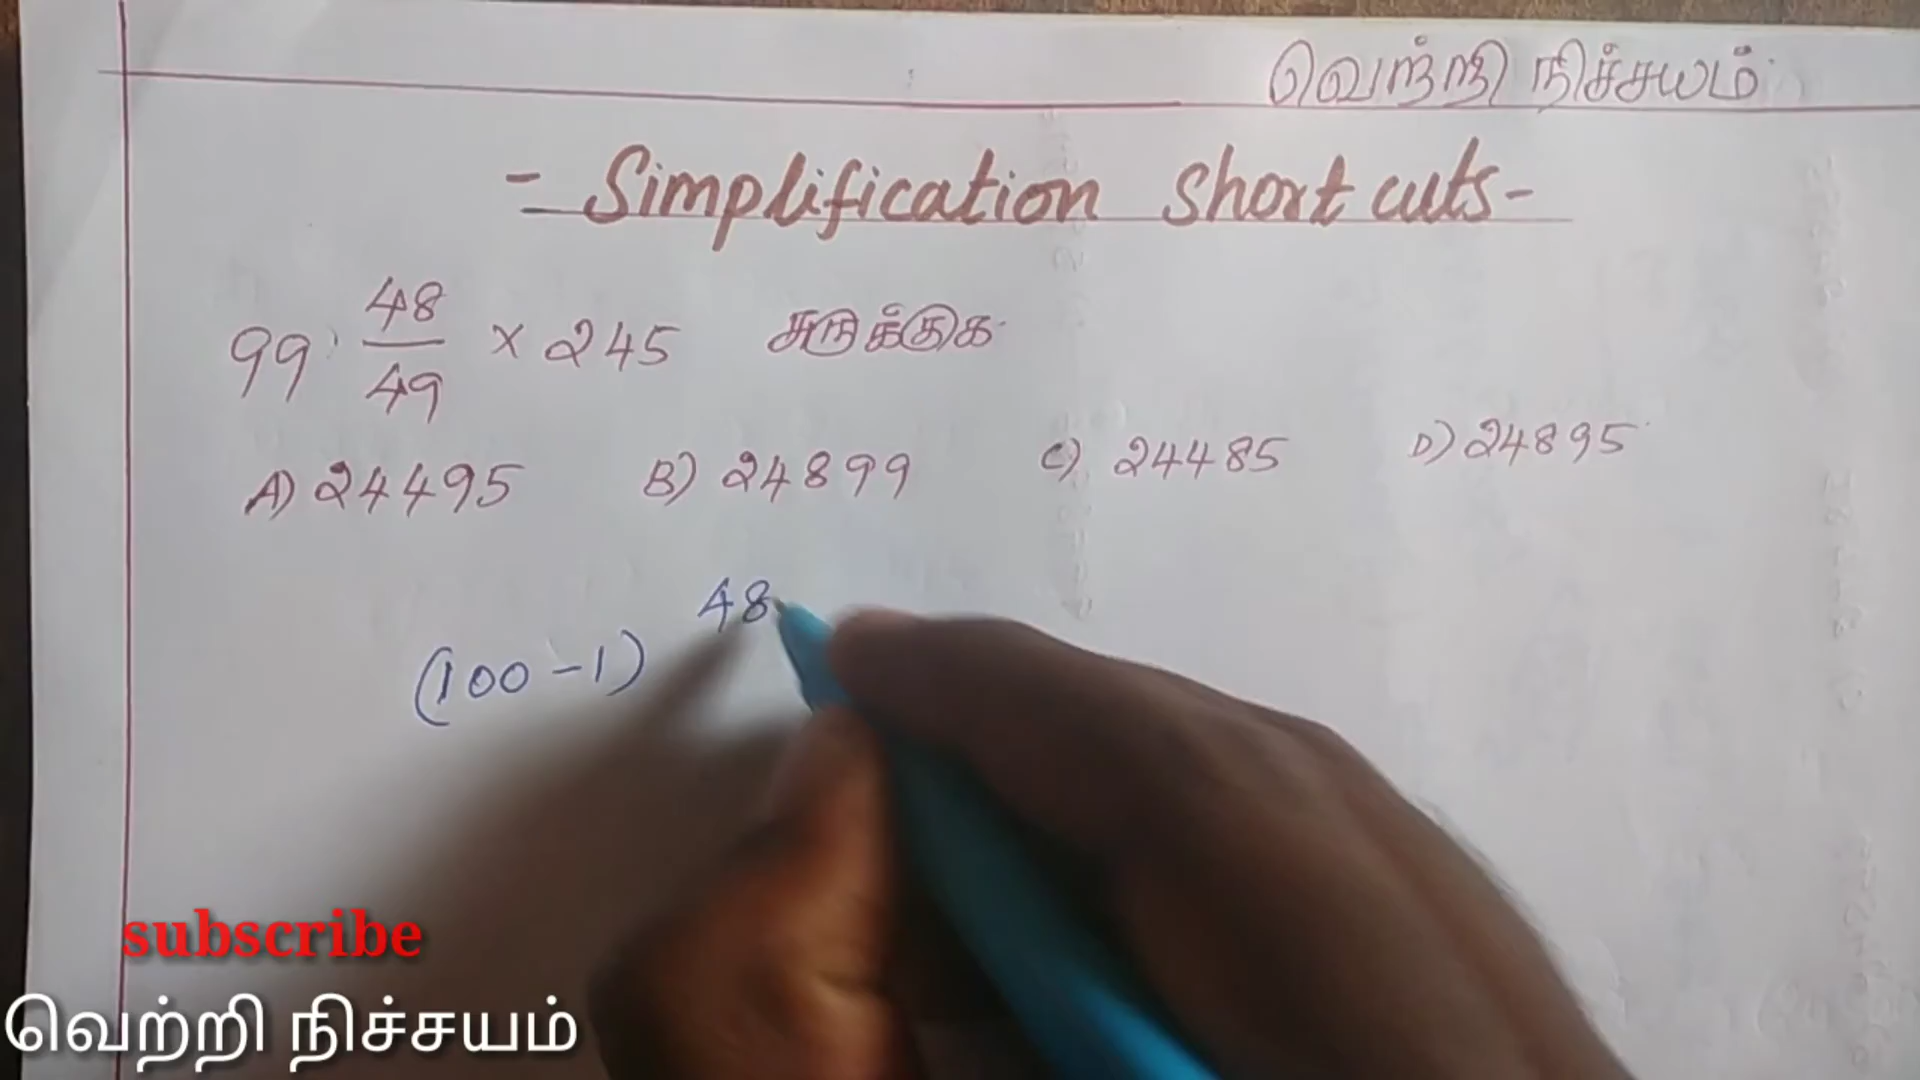 வெற்றி நிச்சயம்
- Simplification Short cuts -
99 48/49 × 245 சுருக்குக
A) 24495 B) 24899 C) 24485 D) 24895
(100 - 1) 48
subscribe
வெற்றி நிச்சயம்